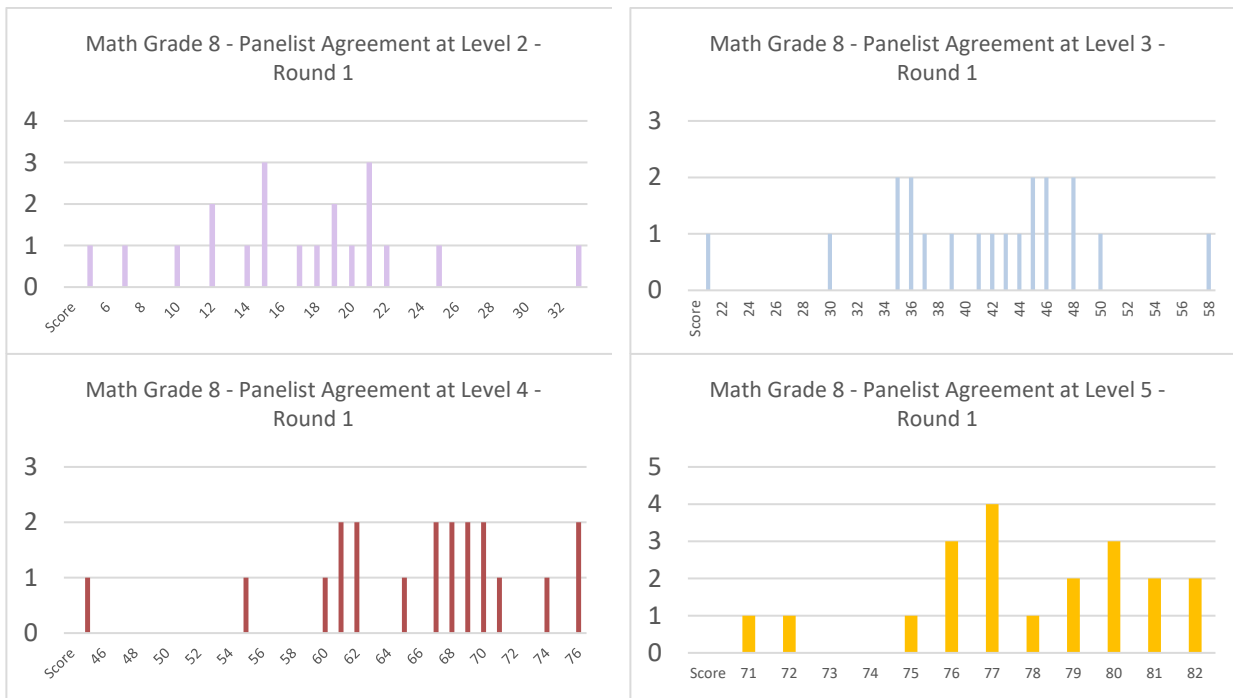 Math Grade 8 - Panelist Agreement at Level 2 -
Round 1
4
3
2
1
0
Score 6 8 10 12 14 16 18 20 22 24 26 28 30 32
Math Grade 8 - Panelist Agreement at Level 3 -
Round 1
3
2
1
0
Score 22 24 26 28 30 32 34 36 38 40 42 44 46 48 50 52 54 56 58
Math Grade 8 - Panelist Agreement at Level 4 -
Round 1
3
2
1
0
Score 46 48 50 52 54 56 58 60 62 64 66 68 70 72 74 76
Math Grade 8 - Panelist Agreement at Level 5 -
Round 1
5
4
3
2
1
0
Score 71 72 73 74 75 76 77 78 79 80 81 82